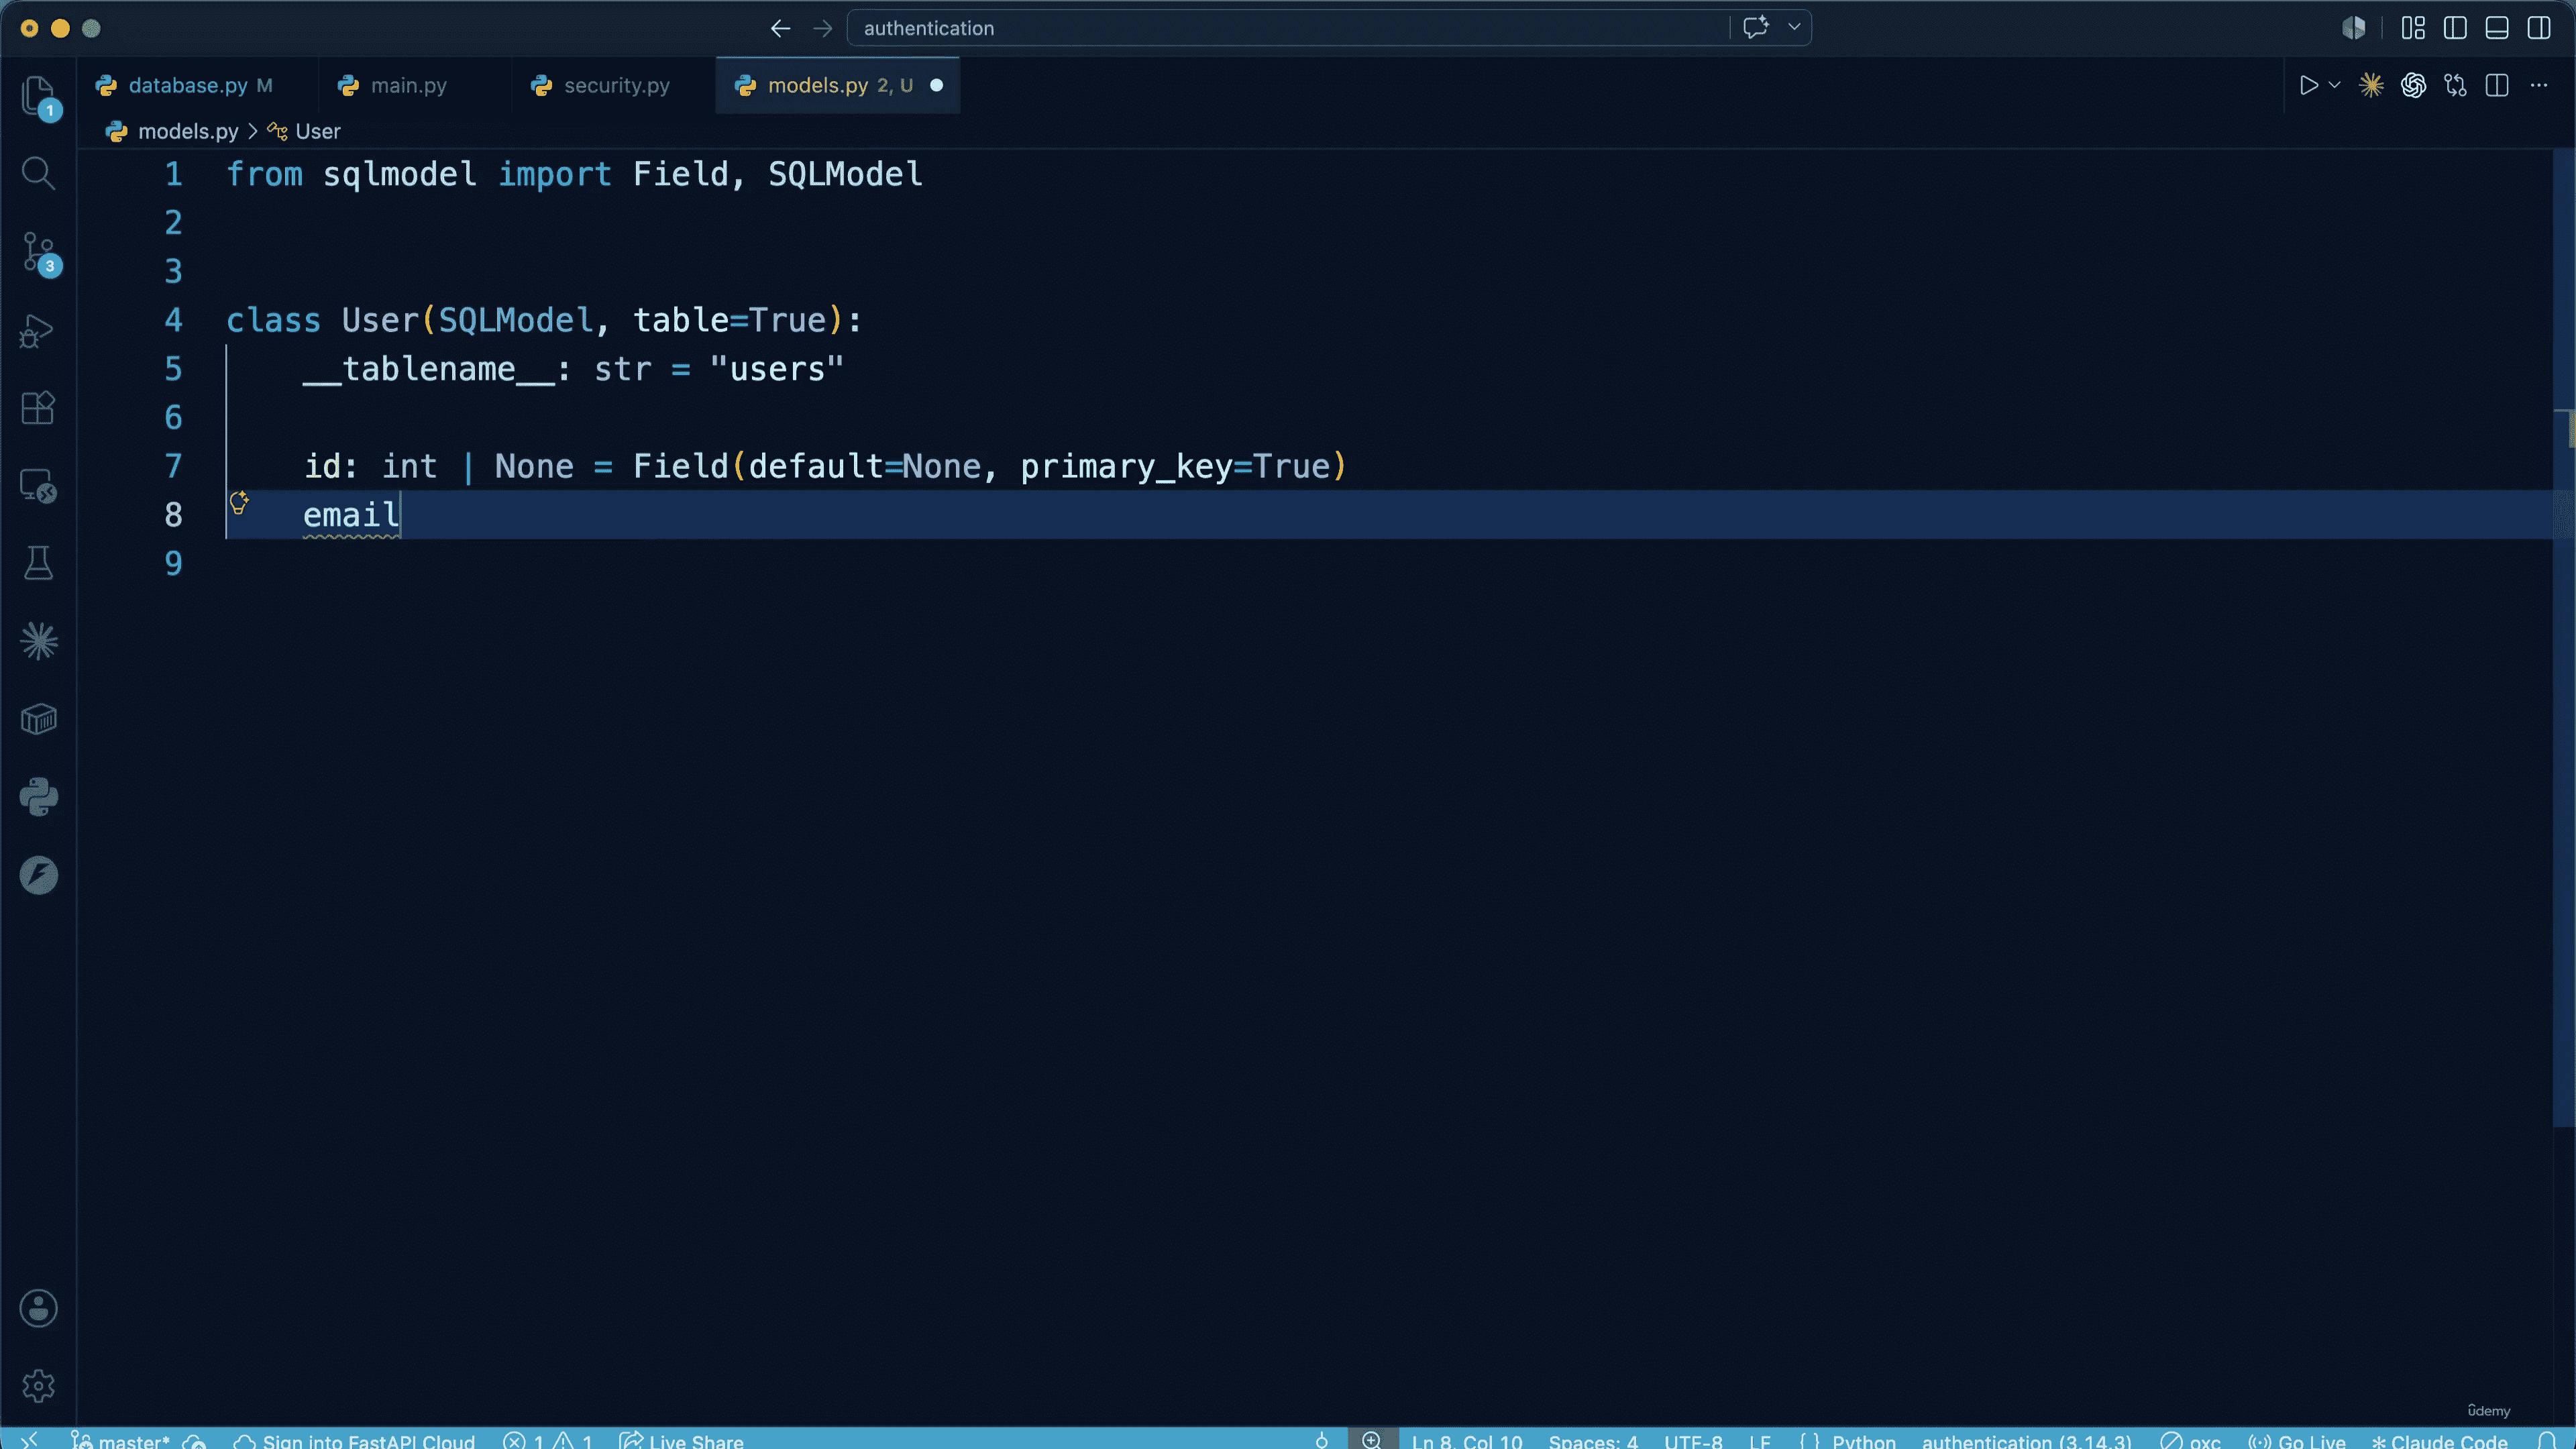 authentication
database.py M
main.py
security.py
models.py 2, U
models.py > User
1 from sqlmodel import Field, SQLModel
2
3
4 class User(SQLModel, table=True):
5     __tablename__: str = "users"
6
7     id: int | None = Field(default=None, primary_key=True)
8     email
9
1
3
ûdemy
master* Sign into FastAPI Cloud 1 1 Live Share Ln 8, Col 10 Spaces: 4 UTF-8 LF { } Python authentication (3.14.3) oxc Go Live Claude Code